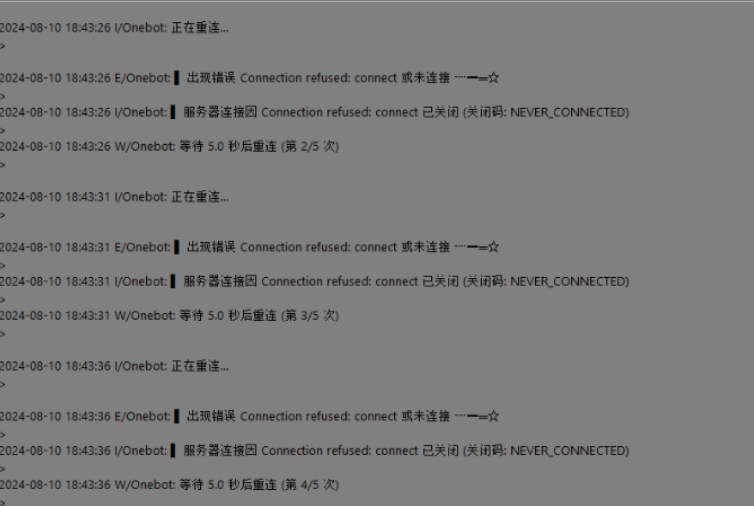 2024-08-10 18:43:26 I/Onebot: 正在重连...
>
2024-08-10 18:43:26 E/Onebot: ▌ 出现错误 Connection refused: connect 或未连接 ┈━═☆
>
2024-08-10 18:43:26 I/Onebot: ▌ 服务器连接因 Connection refused: connect 已关闭 (关闭码: NEVER_CONNECTED)
>
2024-08-10 18:43:26 W/Onebot: 等待 5.0 秒后重连 (第 2/5 次)
>
2024-08-10 18:43:31 I/Onebot: 正在重连...
>
2024-08-10 18:43:31 E/Onebot: ▌ 出现错误 Connection refused: connect 或未连接 ┈━═☆
>
2024-08-10 18:43:31 I/Onebot: ▌ 服务器连接因 Connection refused: connect 已关闭 (关闭码: NEVER_CONNECTED)
>
2024-08-10 18:43:31 W/Onebot: 等待 5.0 秒后重连 (第 3/5 次)
>
2024-08-10 18:43:36 I/Onebot: 正在重连...
>
2024-08-10 18:43:36 E/Onebot: ▌ 出现错误 Connection refused: connect 或未连接 ┈━═☆
>
2024-08-10 18:43:36 I/Onebot: ▌ 服务器连接因 Connection refused: connect 已关闭 (关闭码: NEVER_CONNECTED)
>
2024-08-10 18:43:36 W/Onebot: 等待 5.0 秒后重连 (第 4/5 次)
>